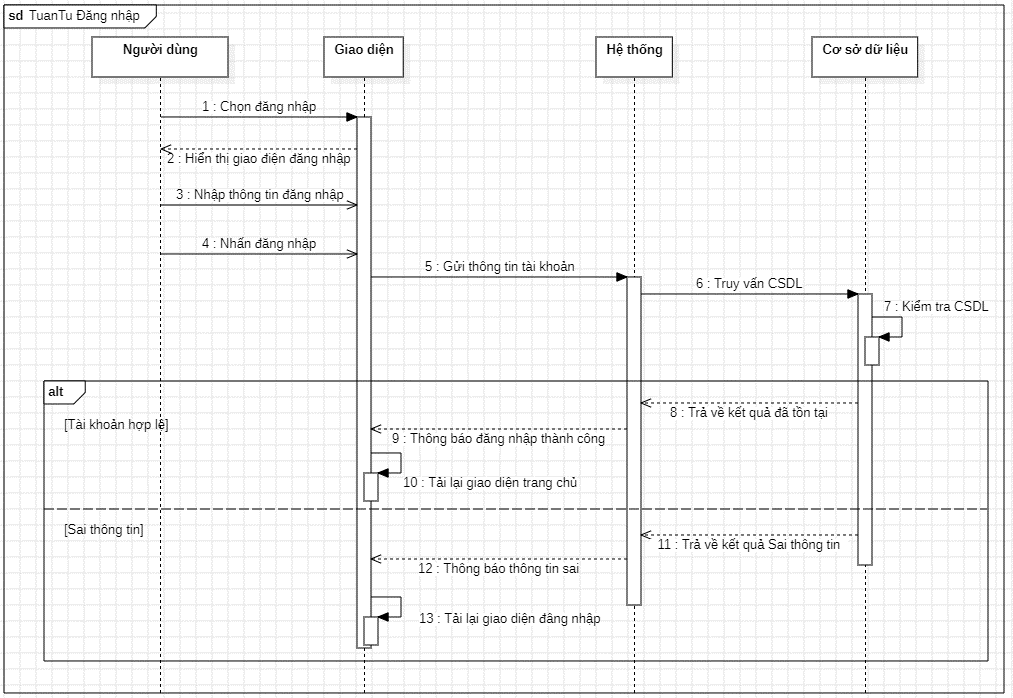 sd TuanTu Đăng nhập
Người dùng
Giao diện
Hệ thống
Cơ sở dữ liệu
1 : Chọn đăng nhập
2 : Hiển thị giao điện đăng nhập
3 : Nhập thông tin đăng nhập
4 : Nhấn đăng nhập
5 : Gửi thông tin tài khoản
6 : Truy vấn CSDL
7 : Kiểm tra CSDL
alt
[Tài khoản hợp lệ]
8 : Trả về kết quả đã tồn tại
9 : Thông báo đăng nhập thành công
10 : Tải lại giao diện trang chủ
[Sai thông tin]
11 : Trả về kết quả Sai thông tin
12 : Thông báo thông tin sai
13 : Tải lại giao diện đâng nhập